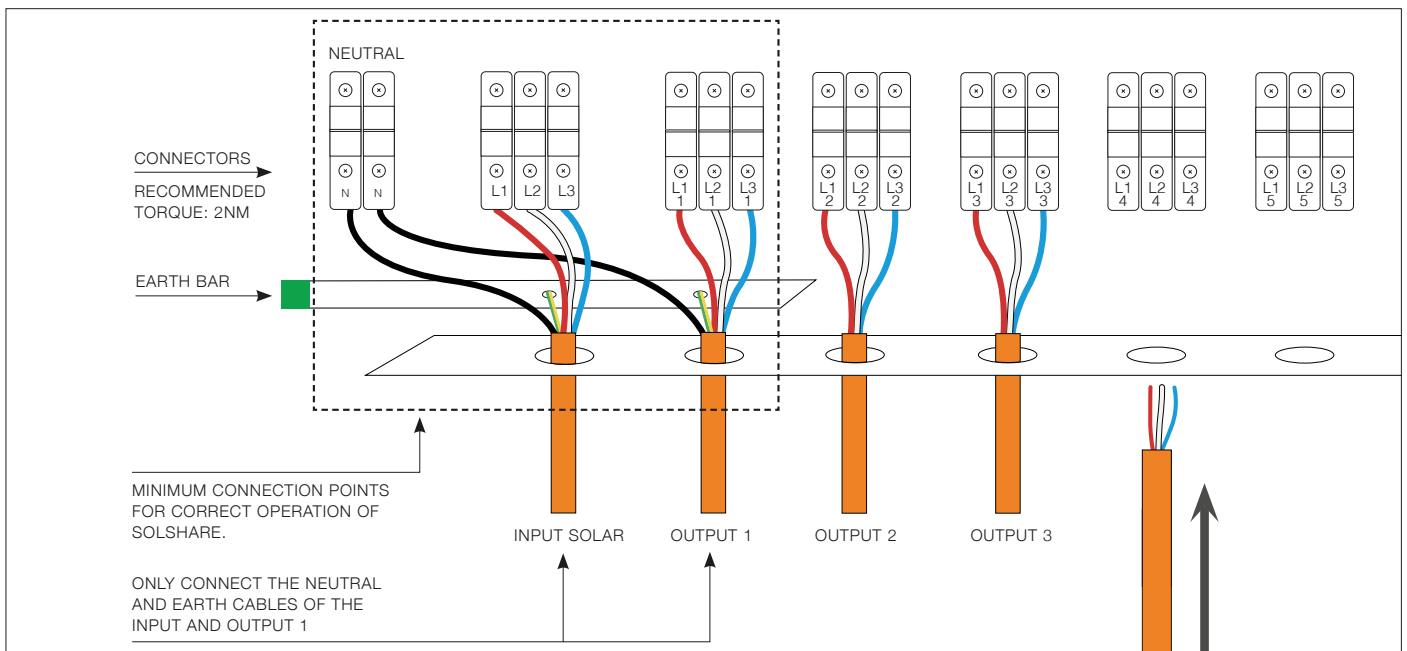 NEUTRAL
CONNECTORS
RECOMMENDED
TORQUE: 2NM
N N
L1 L2 L3
L1 L2 L3
1 1 1
L1 L2 L3
2 2 2
L1 L2 L3
3 3 3
L1 L2 L3
4 4 4
L1 L2 L3
5 5 5
EARTH BAR
MINIMUM CONNECTION POINTS
FOR CORRECT OPERATION OF
SOLSHARE.
INPUT SOLAR
OUTPUT 1
OUTPUT 2
OUTPUT 3
ONLY CONNECT THE NEUTRAL
AND EARTH CABLES OF THE
INPUT AND OUTPUT 1